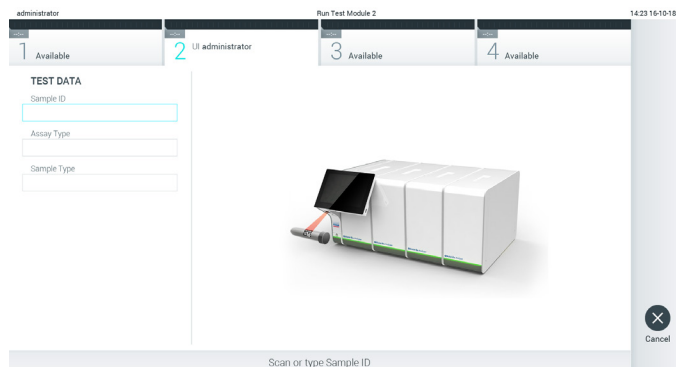 administrator Run Test Module 2 14:23 16-10-18
--:-- --:-- --:-- --:--
1 Available 2 UI administrator 3 Available 4 Available
TEST DATA
Sample ID
Assay Type
Sample Type
Cancel
Scan or type Sample ID